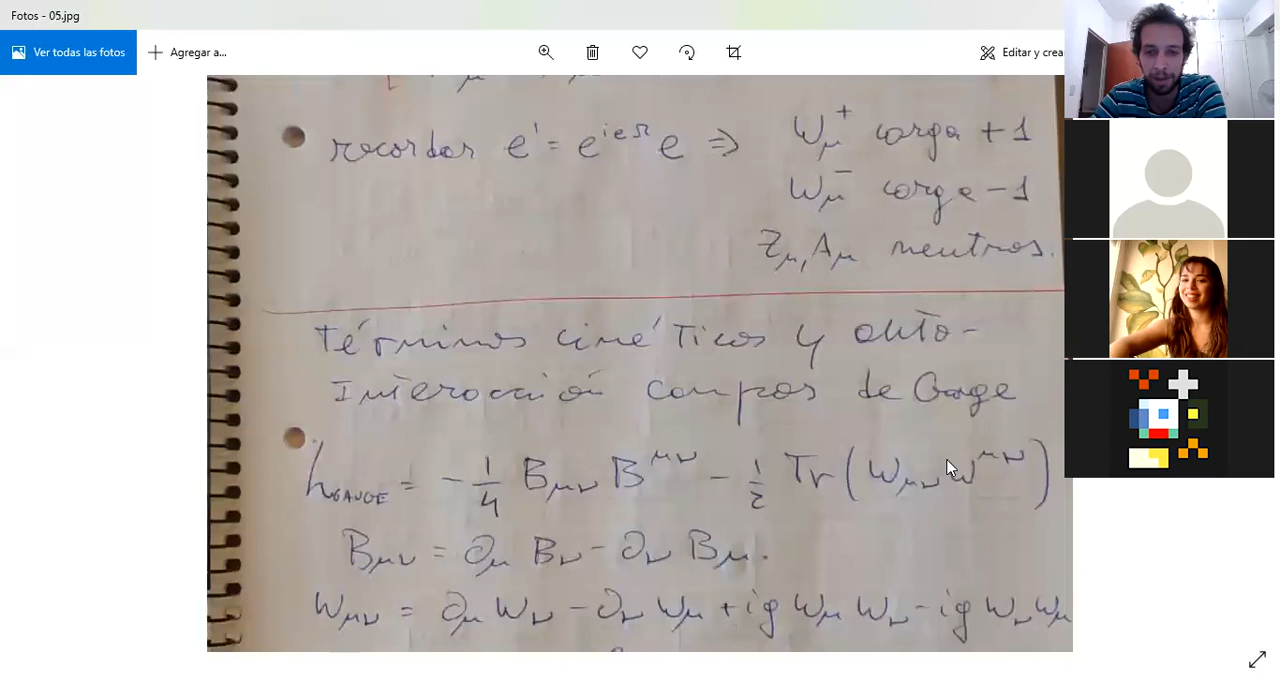 Fotos - 05.jpg
Ver todas las fotos
Agregar a...
Editar y crea
recordar e' = e^{ieΩ} e ⇒ W_μ^+ carga +1
W_μ^- carga -1
Z_μ, A_μ neutros.
Términos cinéticos y auto-
Interacción campos de Gauge
L_GAUGE = - 1/4 B_μν B^μν - 1/2 Tr (W_μν W^μν)
B_μν = ∂_μ B_ν - ∂_ν B_μ.
W_μν = ∂_μ W_ν - ∂_ν W_μ + ig W_μ W_ν - ig W_ν W_μ